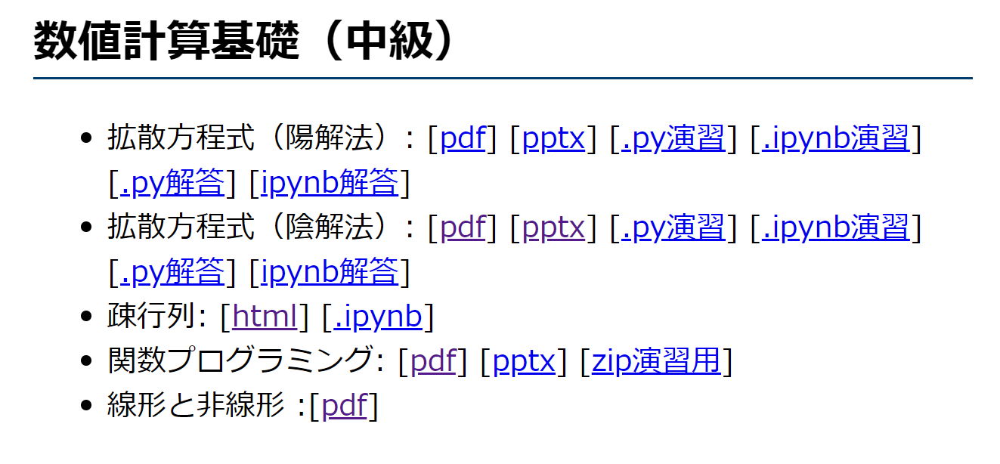 数値計算基礎（中級）
• 拡散方程式（陽解法）: [pdf] [pptx] [.py演習] [.ipynb演習]
[.py解答] [ipynb解答]
• 拡散方程式（陰解法）: [pdf] [pptx] [.py演習] [.ipynb演習]
[.py解答] [ipynb解答]
• 疎行列: [html] [.ipynb]
• 関数プログラミング: [pdf] [pptx] [zip演習用]
• 線形と非線形 :[pdf]